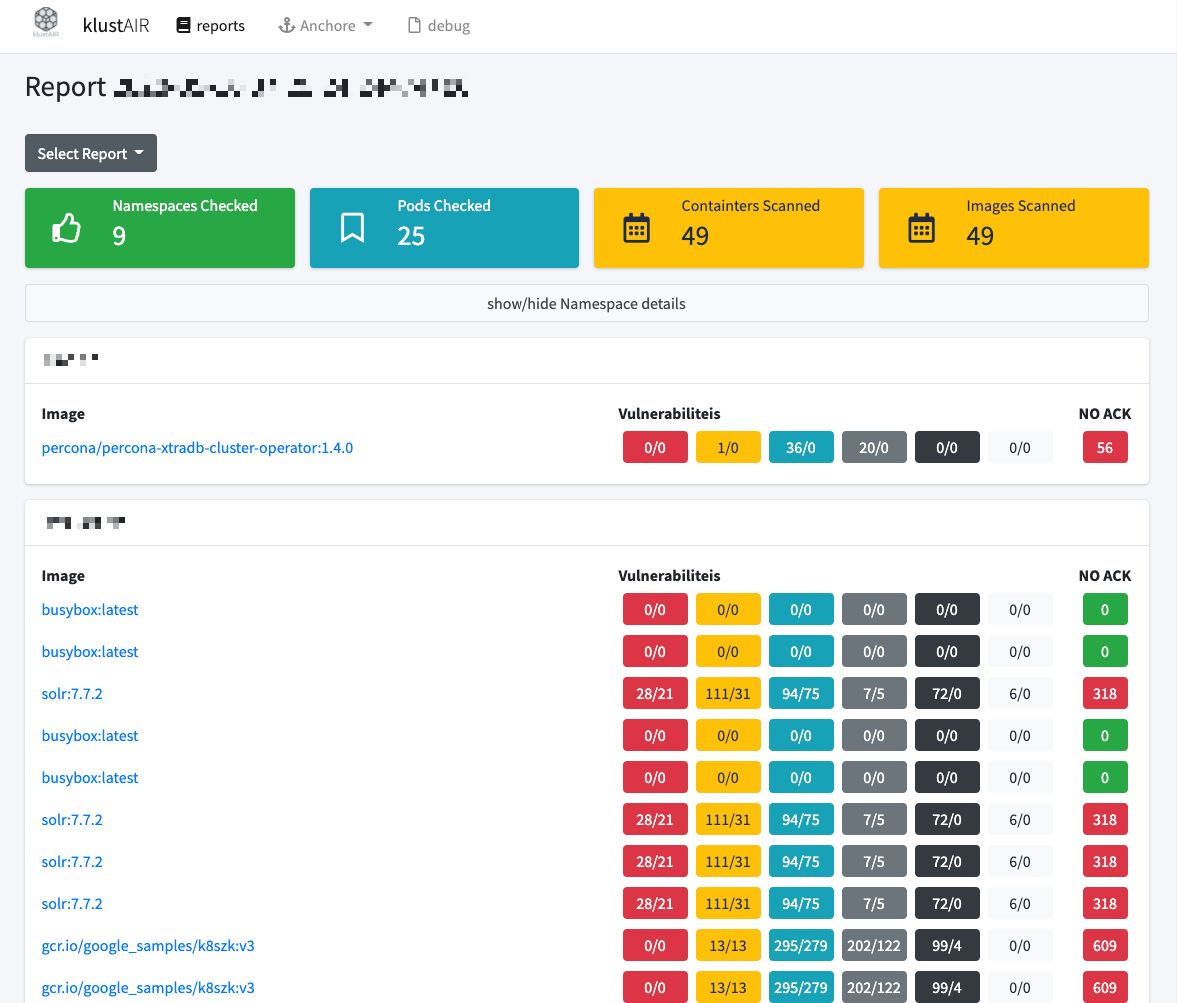 klustAIR
klustAIR reports Anchore debug
Report
Select Report
Namespaces Checked
9
Pods Checked
25
Containters Scanned
49
Images Scanned
49
show/hide Namespace details
Image Vulnerabiliteis NO ACK
percona/percona-xtradb-cluster-operator:1.4.0 0/0 1/0 36/0 20/0 0/0 0/0 56
Image Vulnerabiliteis NO ACK
busybox:latest 0/0 0/0 0/0 0/0 0/0 0/0 0
busybox:latest 0/0 0/0 0/0 0/0 0/0 0/0 0
solr:7.7.2 28/21 111/31 94/75 7/5 72/0 6/0 318
busybox:latest 0/0 0/0 0/0 0/0 0/0 0/0 0
busybox:latest 0/0 0/0 0/0 0/0 0/0 0/0 0
solr:7.7.2 28/21 111/31 94/75 7/5 72/0 6/0 318
solr:7.7.2 28/21 111/31 94/75 7/5 72/0 6/0 318
solr:7.7.2 28/21 111/31 94/75 7/5 72/0 6/0 318
gcr.io/google_samples/k8szk:v3 0/0 13/13 295/279 202/122 99/4 0/0 609
gcr.io/google_samples/k8szk:v3 0/0 13/13 295/279 202/122 99/4 0/0 609